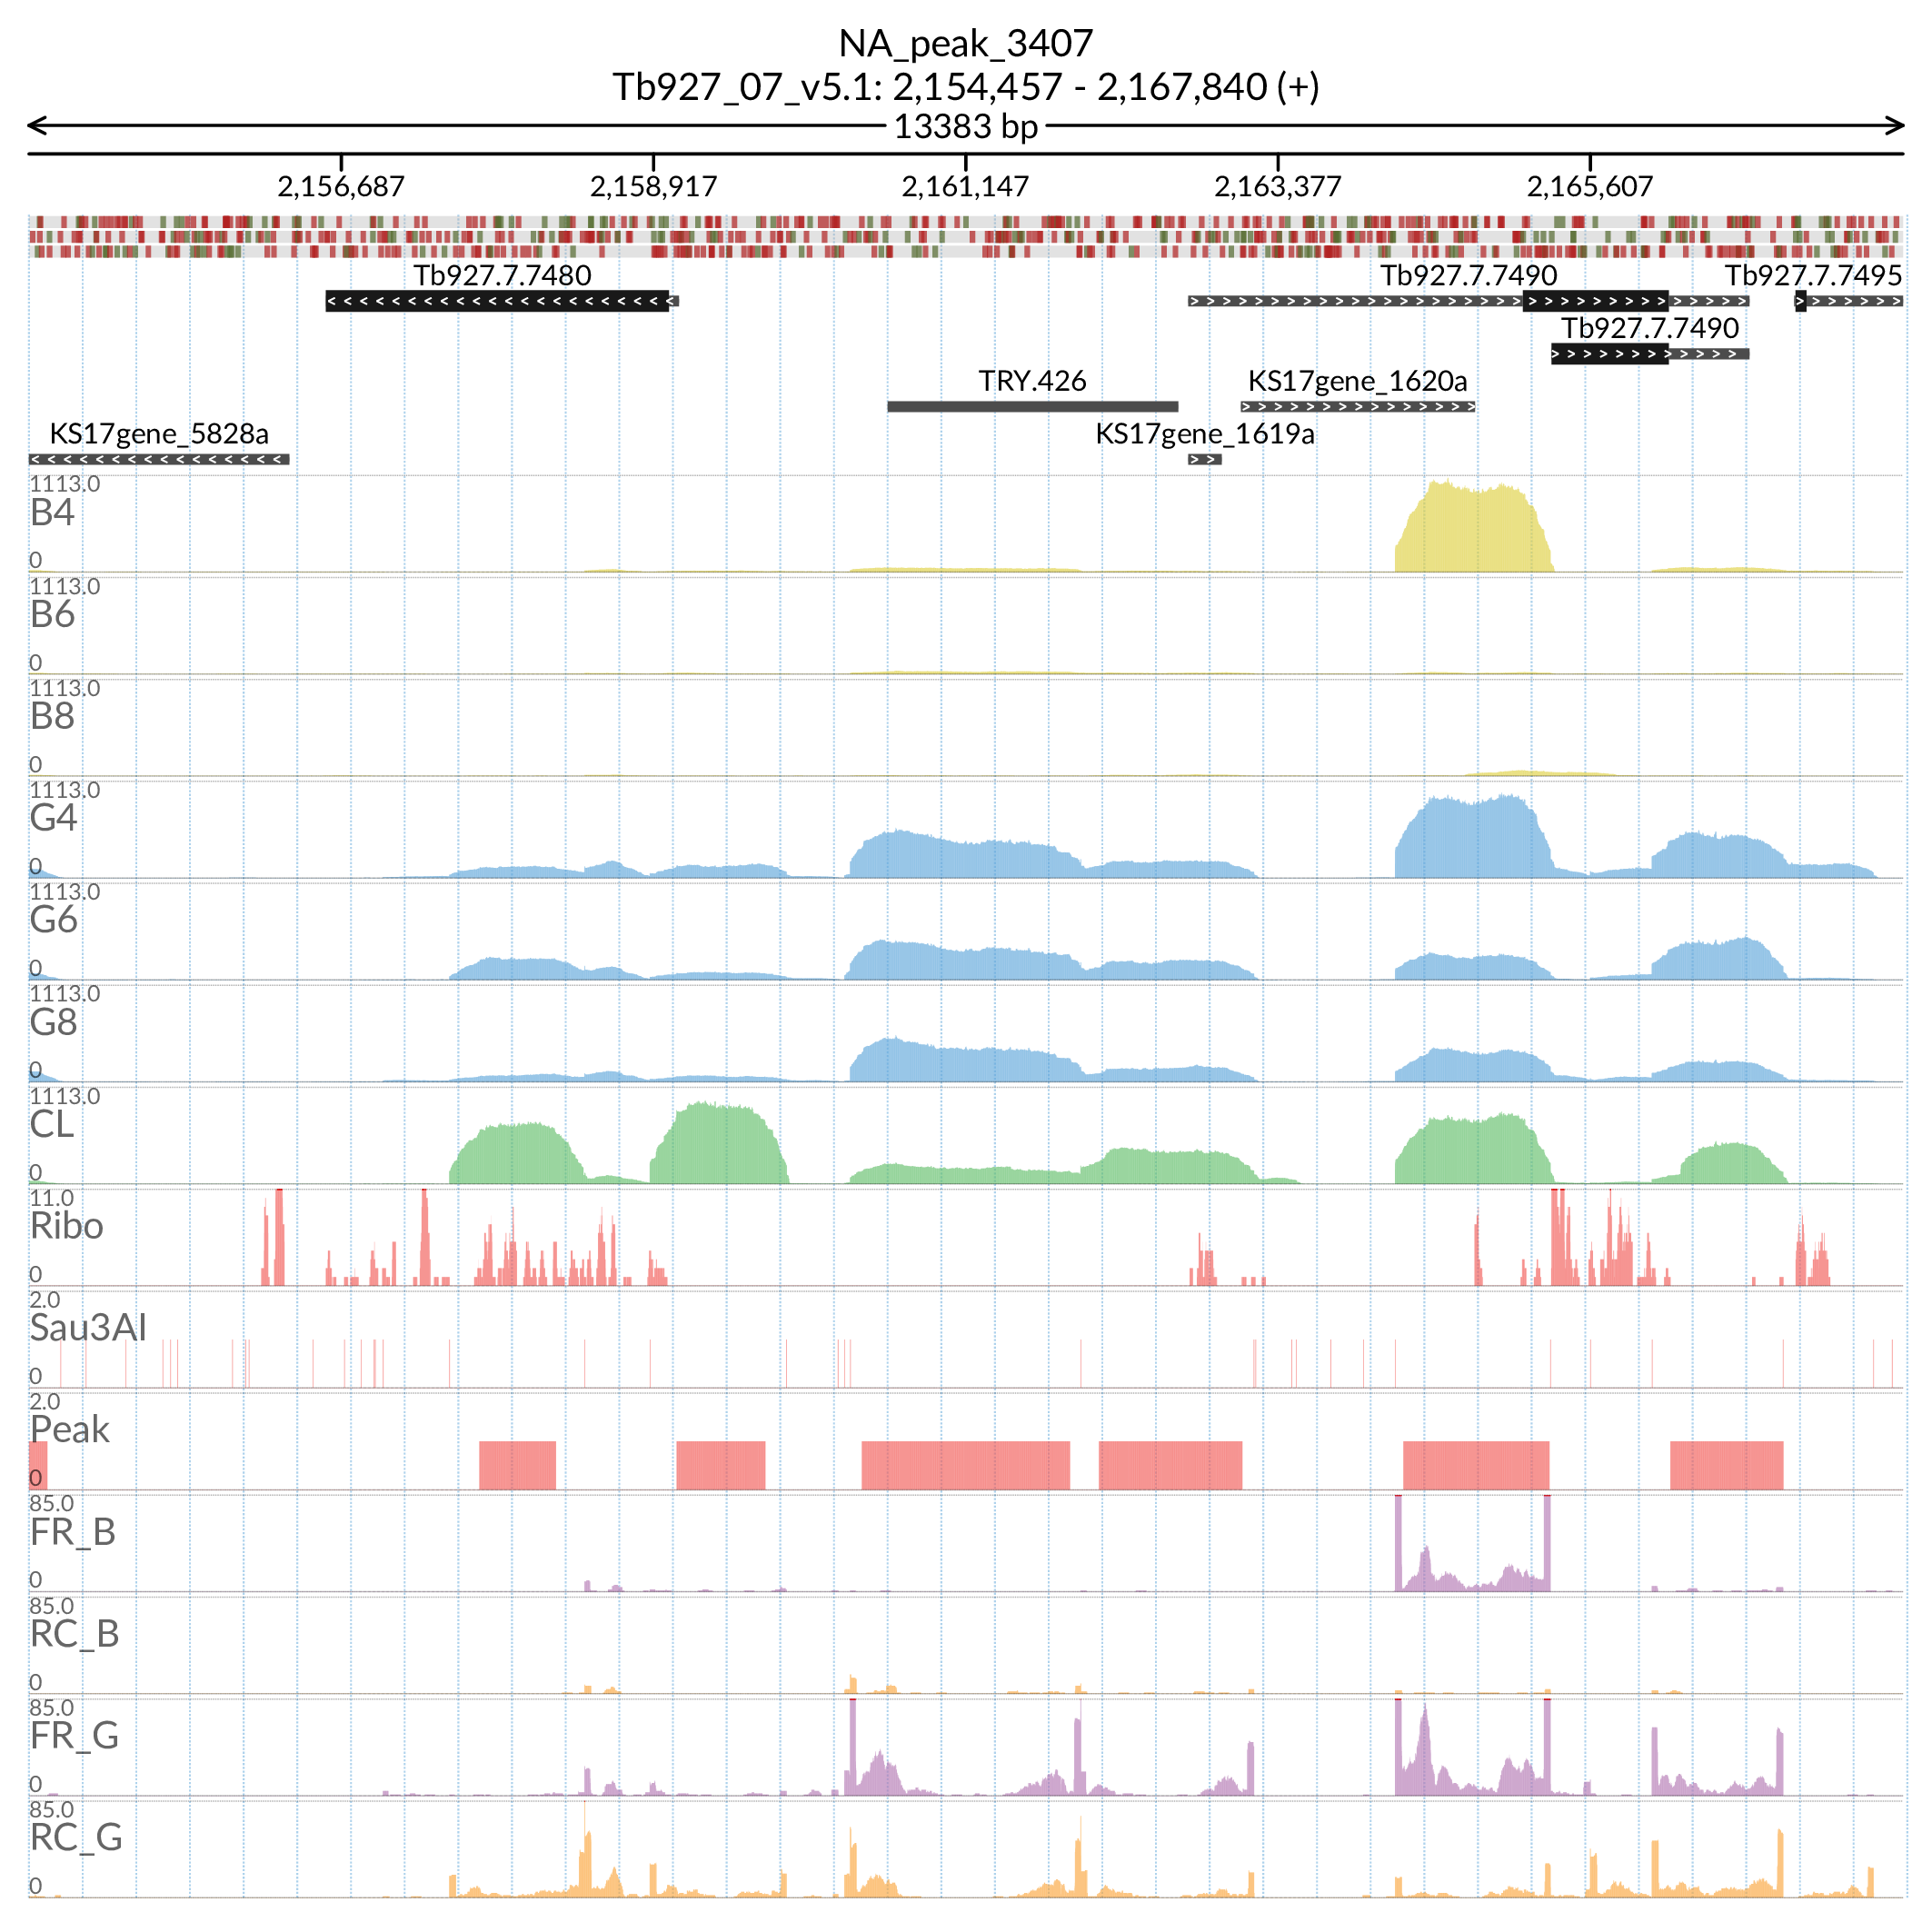 NA_peak_3407
Tb927_07_v5.1: 2,154,457 - 2,167,840 (+)
13383 bp
2,156,687 2,158,917 2,161,147 2,163,377 2,165,607
Tb927.7.7480 Tb927.7.7490 Tb927.7.7495
Tb927.7.7490
TRY.426 KS17gene_1620a
KS17gene_5828a KS17gene_1619a
1113.0
B4
0
1113.0
B6
0
1113.0
B8
0
1113.0
G4
0
1113.0
G6
0
1113.0
G8
0
1113.0
CL
0
11.0
Ribo
0
2.0
Sau3AI
0
2.0
Peak
0
85.0
FR_B
0
85.0
RC_B
0
85.0
FR_G
0
85.0
RC_G
0